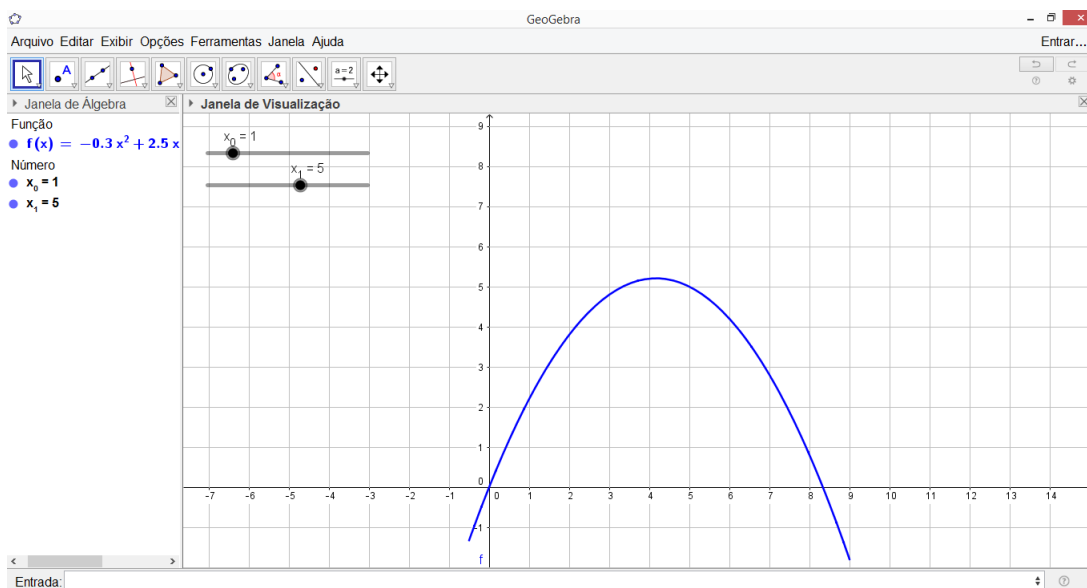 GeoGebra
Arquivo Editar Exibir Opções Ferramentas Janela Ajuda
Entrar...
A
α
a=2
Janela de Álgebra
Janela de Visualização
Função
f(x) = −0.3 x² + 2.5 x
Número
x₀ = 1
x₁ = 5
x₀ = 1
x₁ = 5
9
8
7
6
5
4
3
2
1
0
-7 -6 -5 -4 -3 -2 -1 0 1 2 3 4 5 6 7 8 9 10 11 12 13 14
-1
f
Entrada: